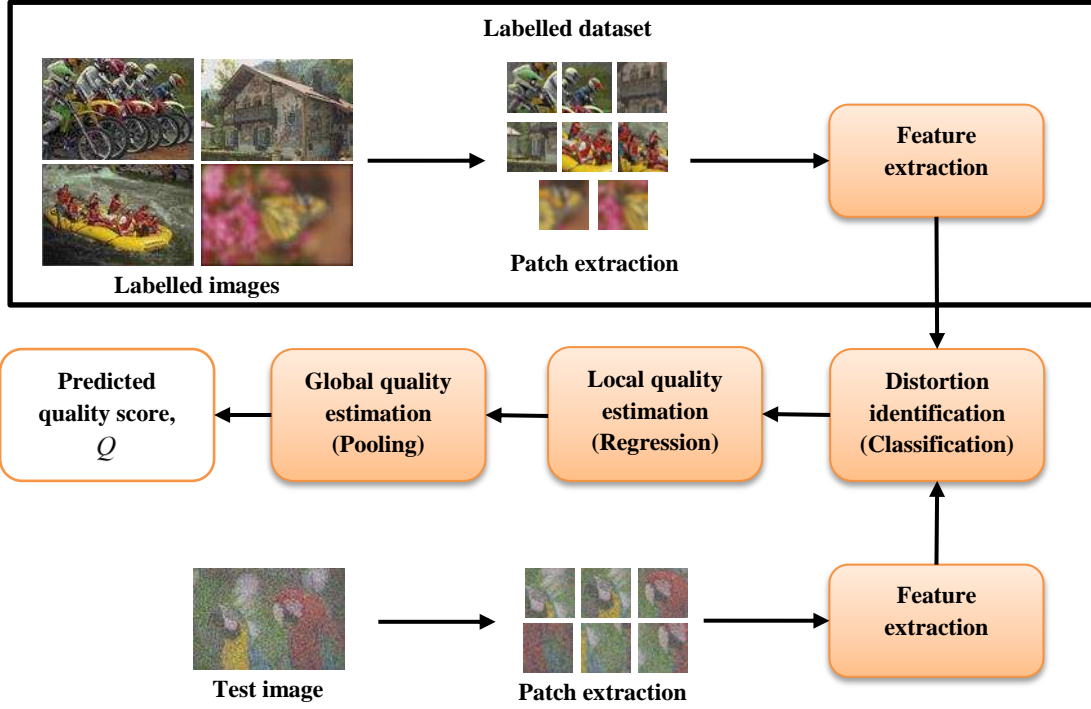 Labelled dataset
Feature
extraction
Patch extraction
Labelled images
Predicted
quality score,
Q
Global quality
estimation
(Pooling)
Local quality
estimation
(Regression)
Distortion
identification
(Classification)
Feature
extraction
Test image
Patch extraction